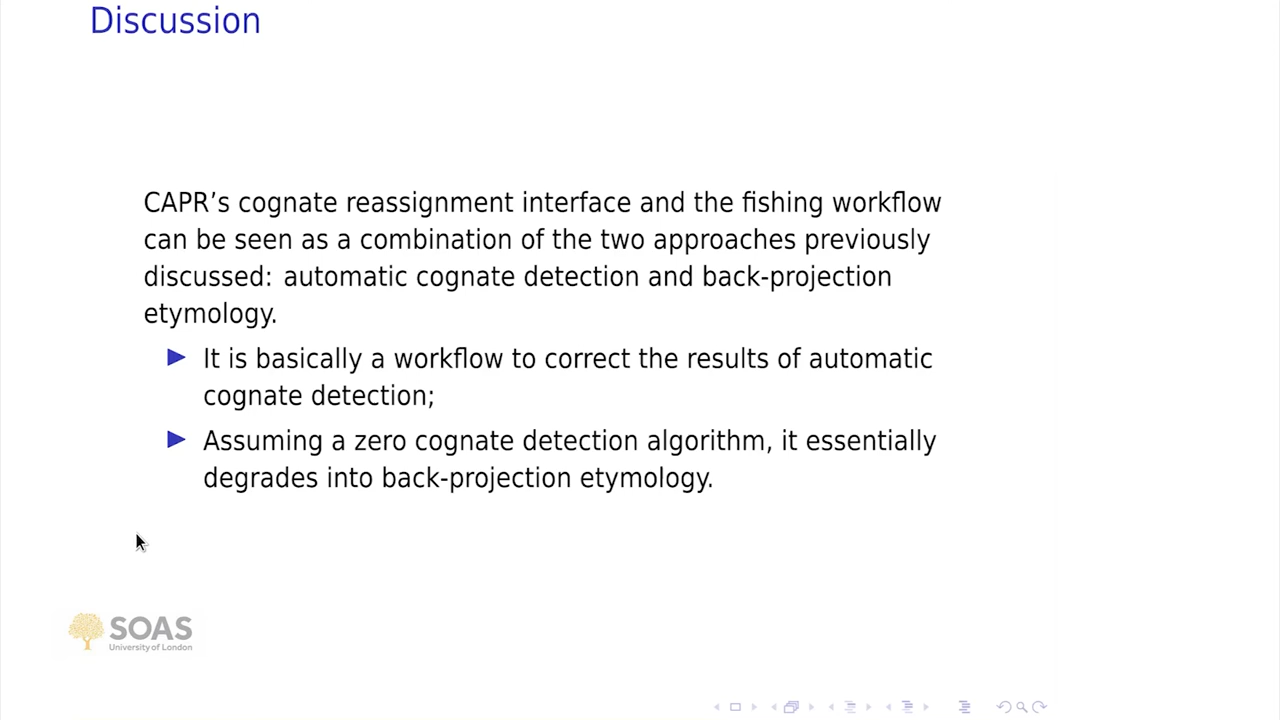 Discussion
CAPR’s cognate reassignment interface and the fishing workflow
can be seen as a combination of the two approaches previously
discussed: automatic cognate detection and back-projection
etymology.
It is basically a workflow to correct the results of automatic
cognate detection;
Assuming a zero cognate detection algorithm, it essentially
degrades into back-projection etymology.
SOAS
University of London